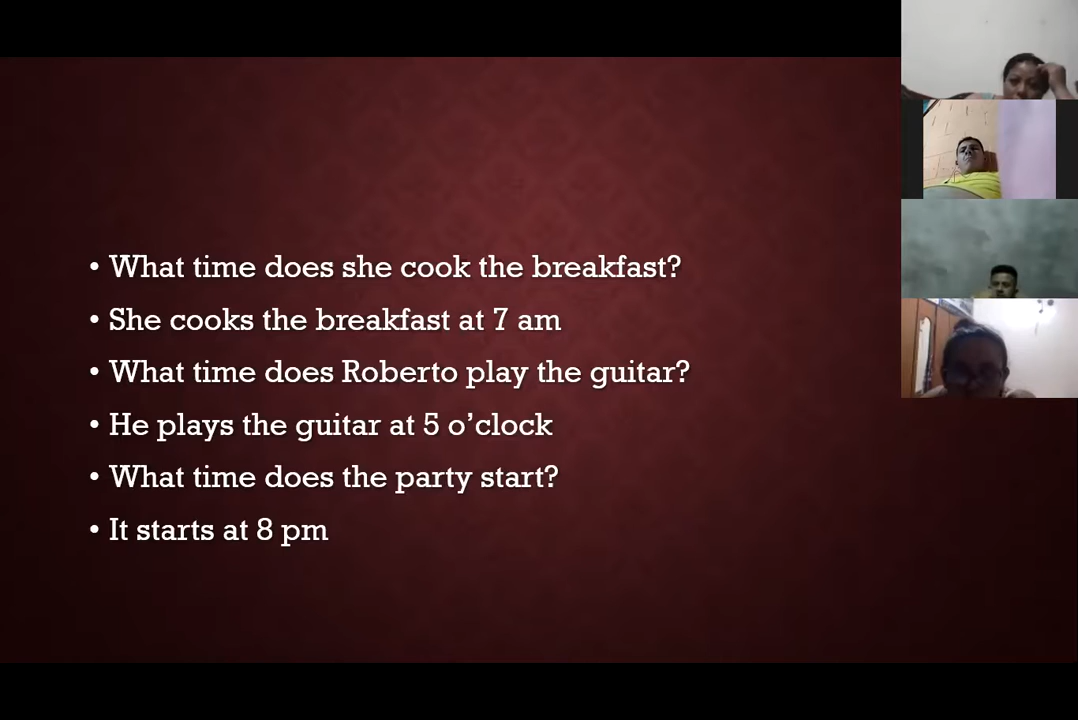 • What time does she cook the breakfast?
• She cooks the breakfast at 7 am
• What time does Roberto play the guitar?
• He plays the guitar at 5 o’clock
• What time does the party start?
• It starts at 8 pm